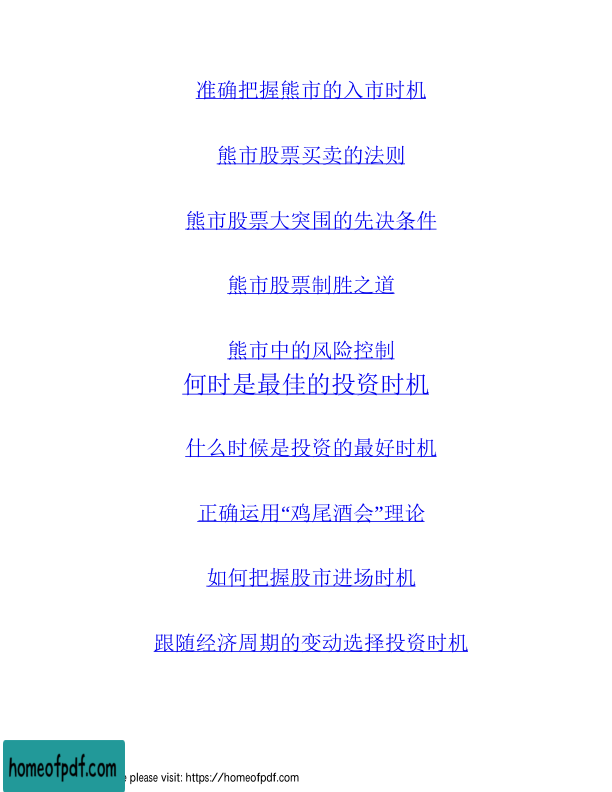 准确把握熊市的入市时机
熊市股票买卖的法则
熊市股票大突围的先决条件
熊市股票制胜之道
熊市中的风险控制
何时是最佳的投资时机
什么时候是投资的最好时机
正确运用“鸡尾酒会”理论
如何把握股市进场时机
跟随经济周期的变动选择投资时机
homeofpdf.com
please visit: https://homeofpdf.com